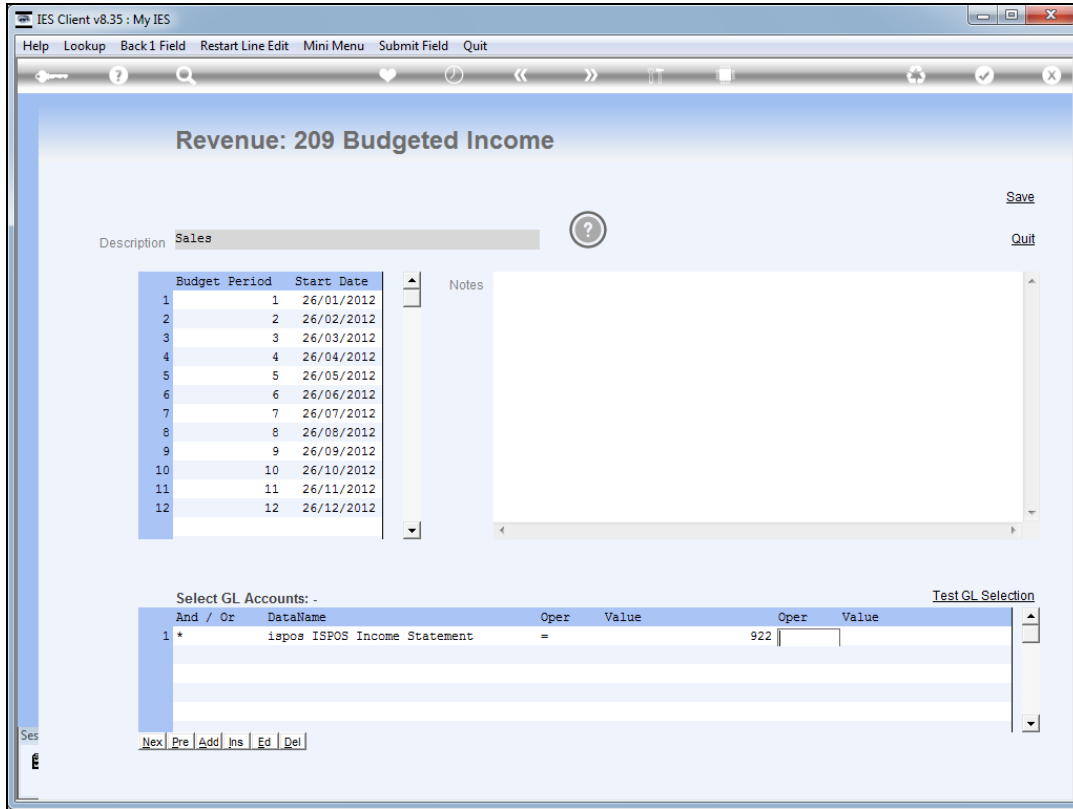 IES Client v8.35 : My IES
Help Lookup Back 1 Field Restart Line Edit Mini Menu Submit Field Quit
Revenue: 209 Budgeted Income
Save
Description Sales
?
Quit
Budget Period Start Date
Notes
1 1 26/01/2012
2 2 26/02/2012
3 3 26/03/2012
4 4 26/04/2012
5 5 26/05/2012
6 6 26/06/2012
7 7 26/07/2012
8 8 26/08/2012
9 9 26/09/2012
10 10 26/10/2012
11 11 26/11/2012
12 12 26/12/2012
Select GL Accounts: -
Test GL Selection
And / Or DataName Oper Value Oper Value
1 * ispos ISPOS Income Statement = 922
Ses
Nex Pre Add Ins Ed Del